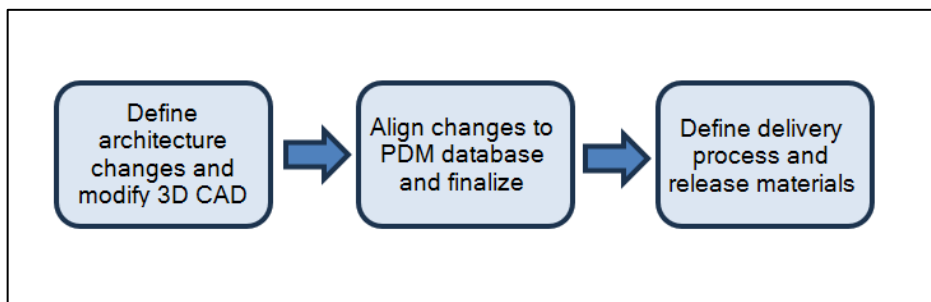 Define
architecture
changes and
modify 3D CAD
Align changes to
PDM database
and finalize
Define delivery
process and
release materials